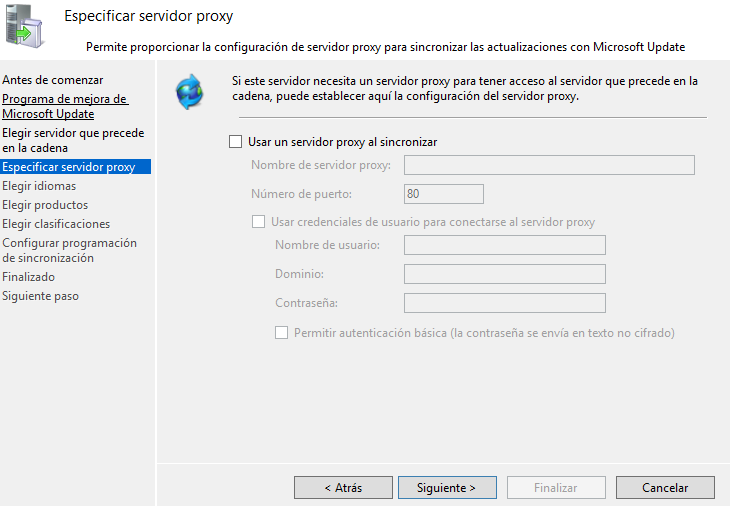 Especificar servidor proxy
Permite proporcionar la configuración de servidor proxy para sincronizar las actualizaciones con Microsoft Update
Antes de comenzar
Programa de mejora de
Microsoft Update
Elegir servidor que precede
en la cadena
Especificar servidor proxy
Elegir idiomas
Elegir productos
Elegir clasificaciones
Configurar programación
de sincronización
Finalizado
Siguiente paso
Si este servidor necesita un servidor proxy para tener acceso al servidor que precede en la
cadena, puede establecer aquí la configuración del servidor proxy.
Usar un servidor proxy al sincronizar
Nombre de servidor proxy:
Número de puerto:
80
Usar credenciales de usuario para conectarse al servidor proxy
Nombre de usuario:
Dominio:
Contraseña:
Permitir autenticación básica (la contraseña se envía en texto no cifrado)
< Atrás
Siguiente >
Finalizar
Cancelar